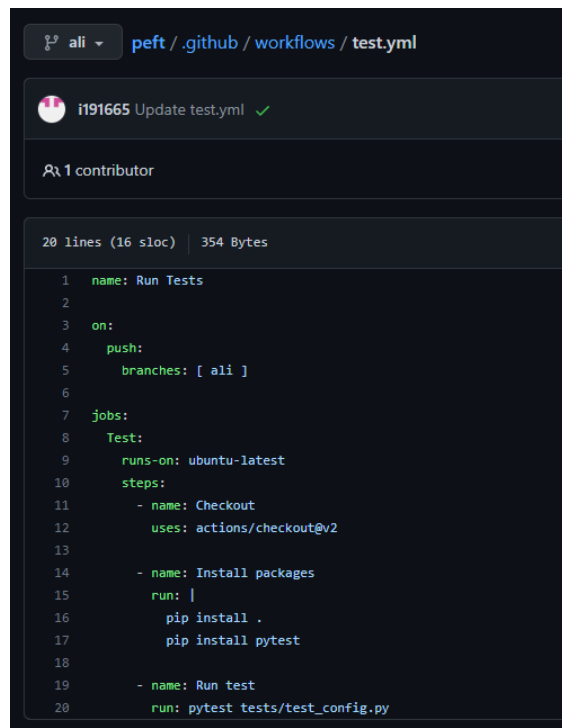 ali peft / .github / workflows / test.yml
i191665 Update test.yml
1 contributor
20 lines (16 sloc) 354 Bytes
1 name: Run Tests
2
3 on:
4   push:
5     branches: [ ali ]
6
7 jobs:
8   Test:
9     runs-on: ubuntu-latest
10     steps:
11       - name: Checkout
12         uses: actions/checkout@v2
13
14       - name: Install packages
15         run: |
16           pip install .
17           pip install pytest
18
19       - name: Run test
20         run: pytest tests/test_config.py